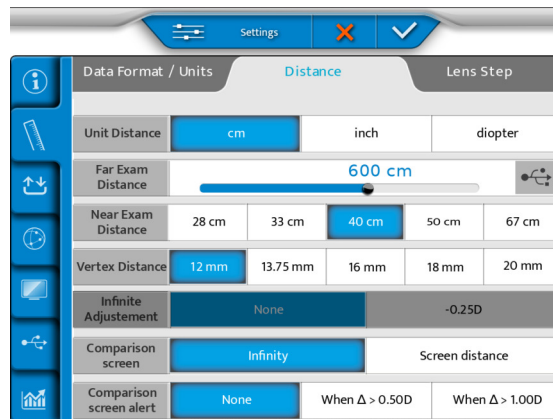 Settings
Data Format / Units Distance Lens Step
Unit Distance cm inch diopter
Far Exam Distance 600 cm
Near Exam Distance 28 cm 33 cm 40 cm 50 cm 67 cm
Vertex Distance 12 mm 13.75 mm 16 mm 18 mm 20 mm
Infinite Adjustement None -0.25D
Comparison screen Infinity Screen distance
Comparison screen alert None When Δ > 0.50D When Δ > 1.00D